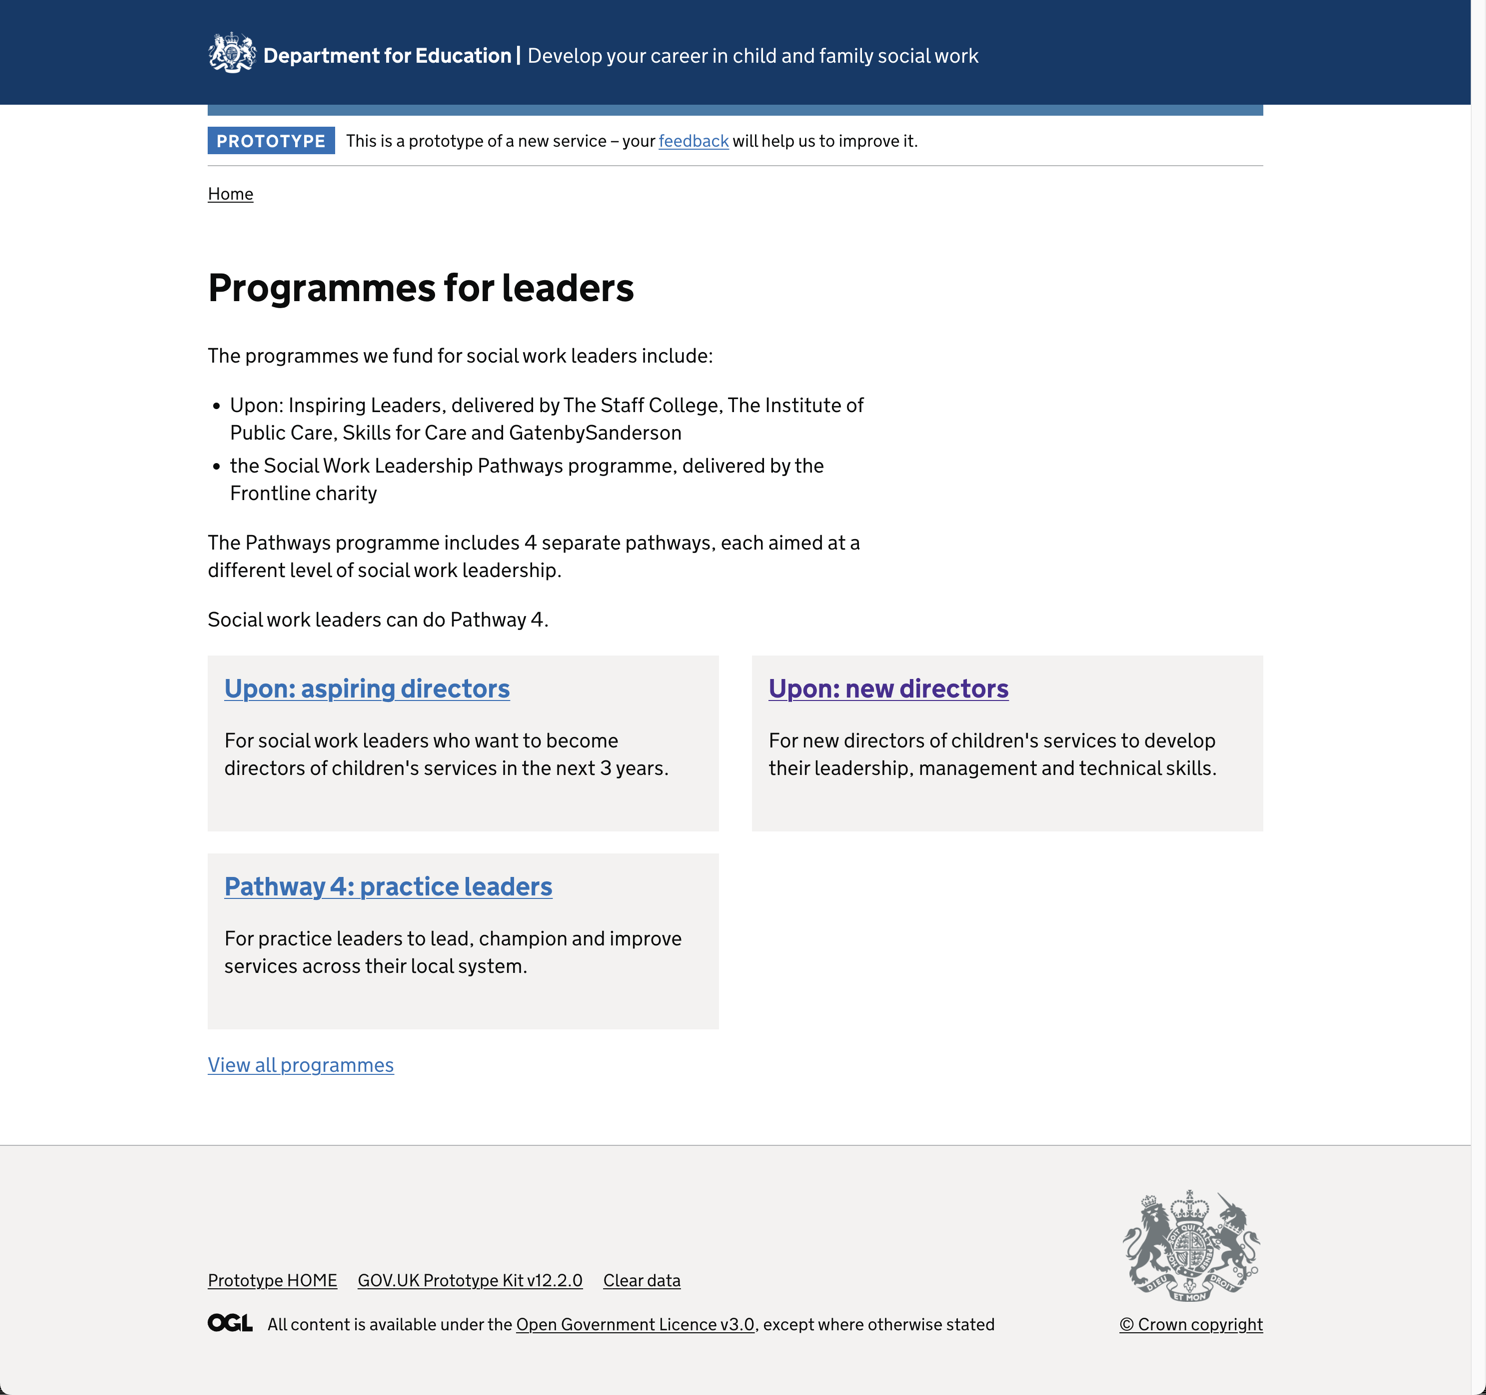 Department for Education | Develop your career in child and family social work
PROTOTYPE This is a prototype of a new service – your feedback will help us to improve it.
Home
Programmes for leaders
The programmes we fund for social work leaders include:
• Upon: Inspiring Leaders, delivered by The Staff College, The Institute of
Public Care, Skills for Care and GatenbySanderson
• the Social Work Leadership Pathways programme, delivered by the
Frontline charity
The Pathways programme includes 4 separate pathways, each aimed at a
different level of social work leadership.
Social work leaders can do Pathway 4.
Upon: aspiring directors
For social work leaders who want to become
directors of children's services in the next 3 years.
Upon: new directors
For new directors of children's services to develop
their leadership, management and technical skills.
Pathway 4: practice leaders
For practice leaders to lead, champion and improve
services across their local system.
View all programmes
Prototype HOME GOV.UK Prototype Kit v12.2.0 Clear data
OGL All content is available under the Open Government Licence v3.0, except where otherwise stated
DIEU ET MON DROIT
© Crown copyright